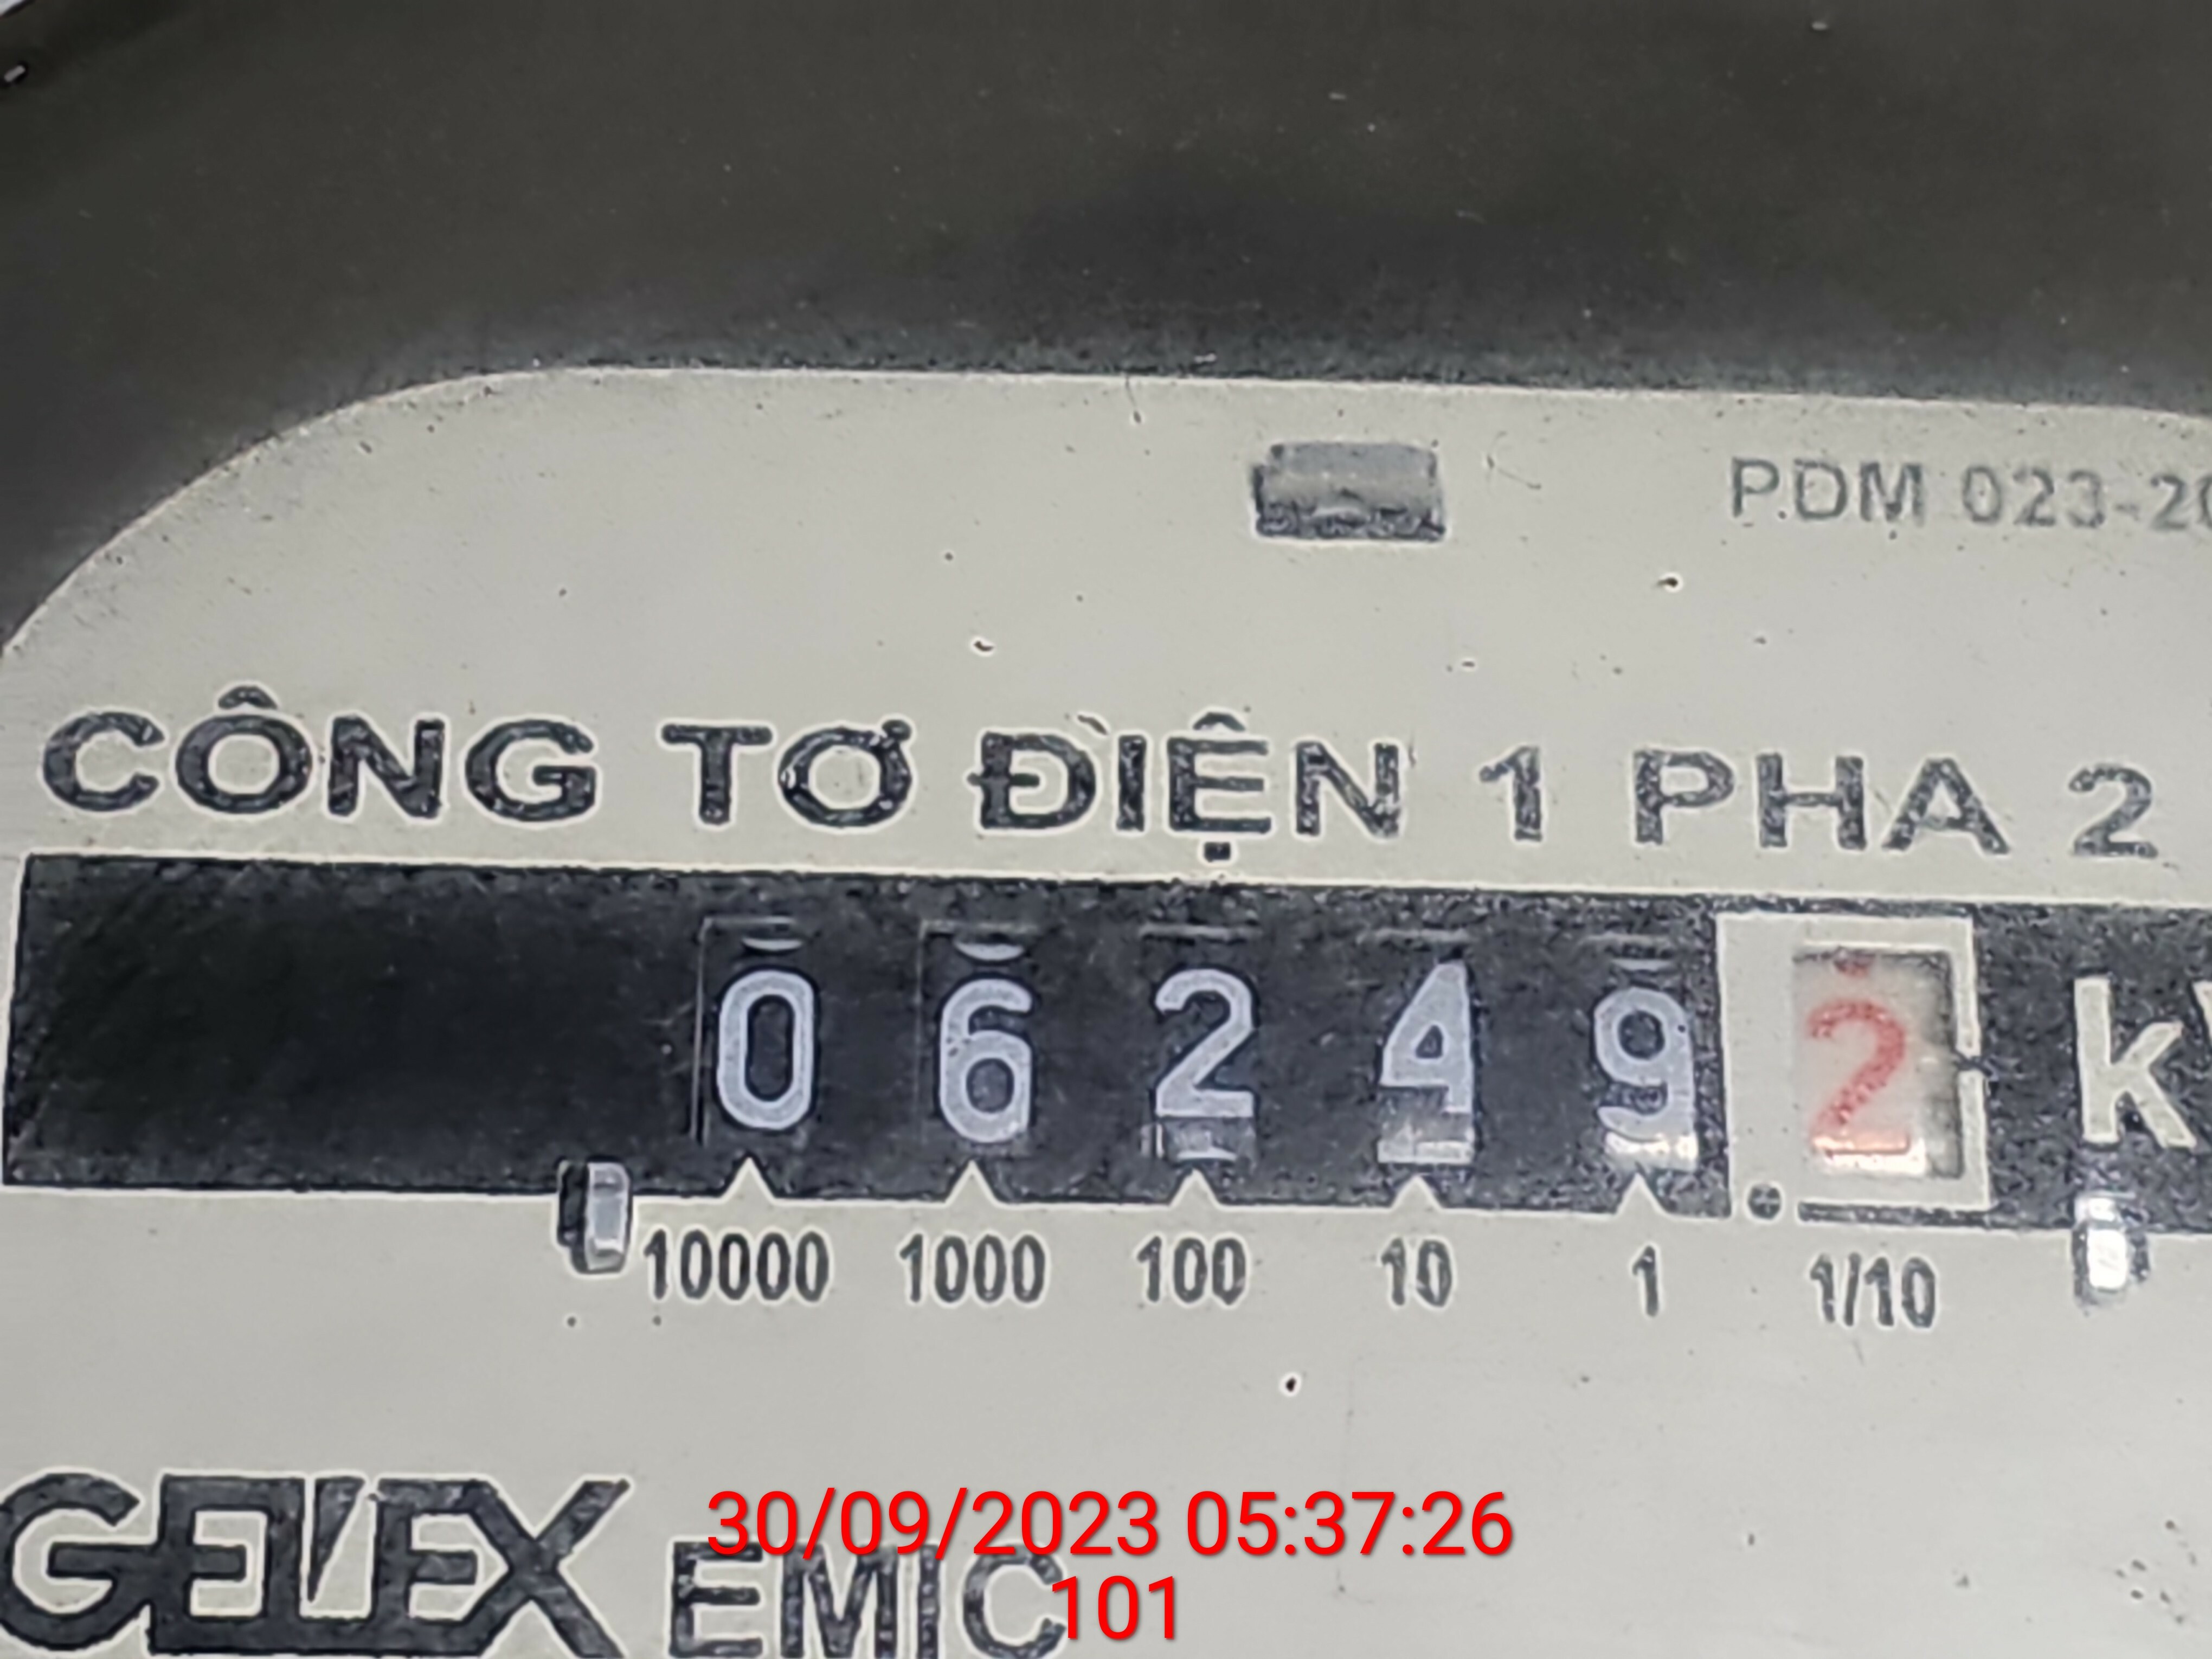 PDM 023-20
CÔNG TƠ ĐIỆN 1 PHA 2
0 6 2 4 9 . 2 k
10000 1000 100 10 1 1/10
GELEX EMIC
30/09/2023 05:37:26
101